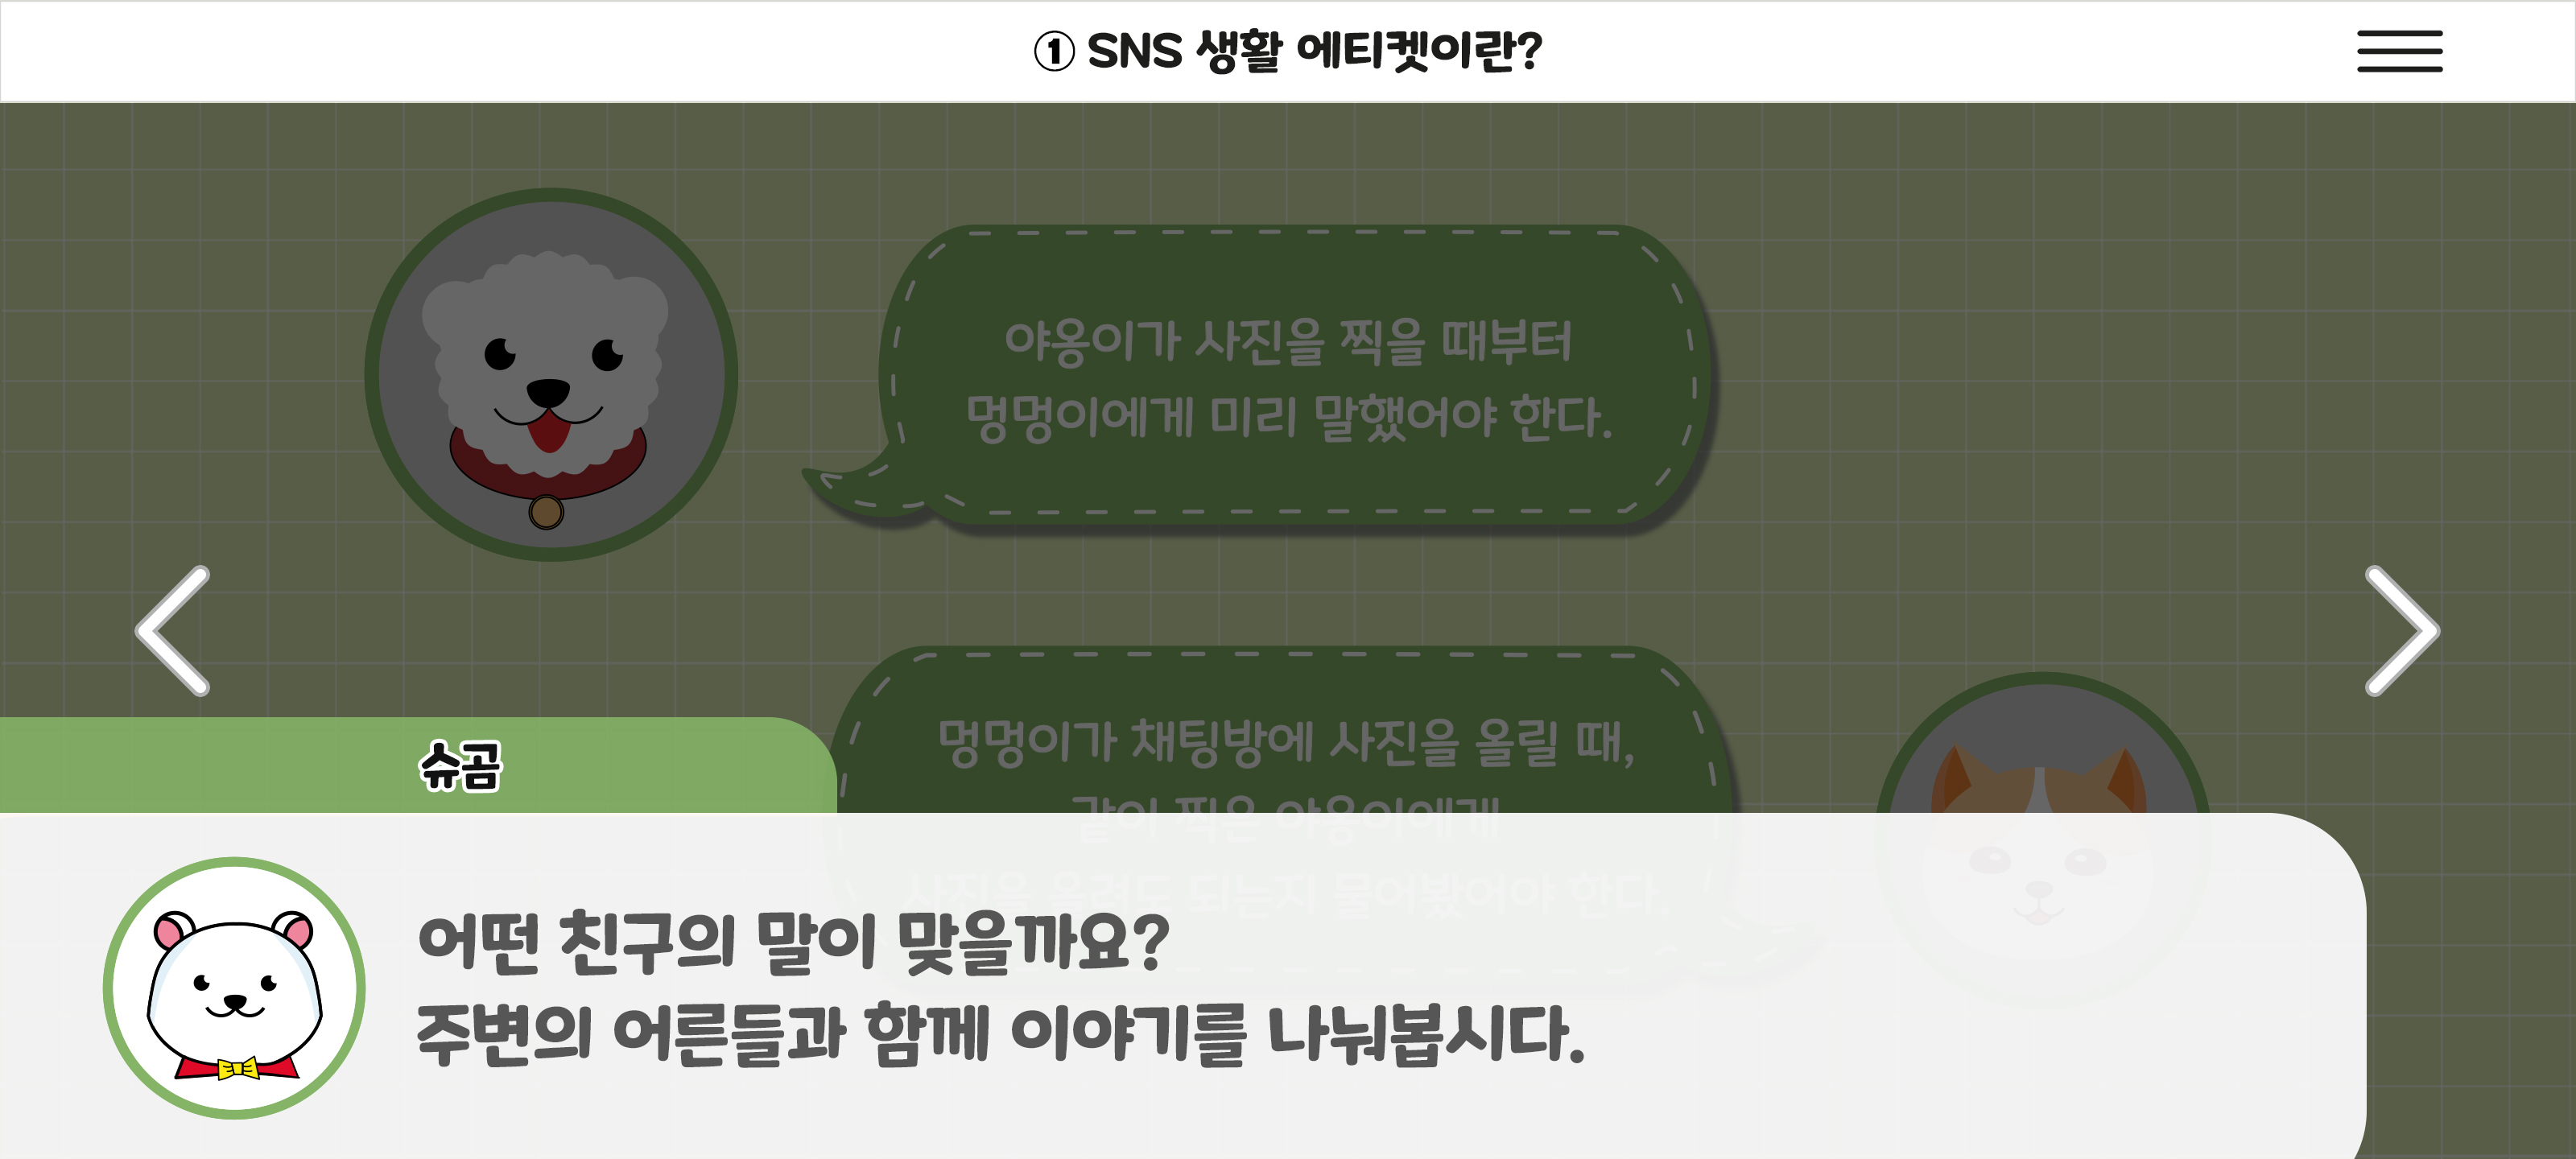 ① SNS 생활 에티켓이란?
야옹이가 사진을 찍을 때부터
멍멍이에게 미리 말했어야 한다.
멍멍이가 채팅방에 사진을 올릴 때,
같이 찍은 야옹이에게
사진을 올려도 되는지 물어봤어야 한다.
슈곰
어떤 친구의 말이 맞을까요?
주변의 어른들과 함께 이야기를 나눠봅시다.